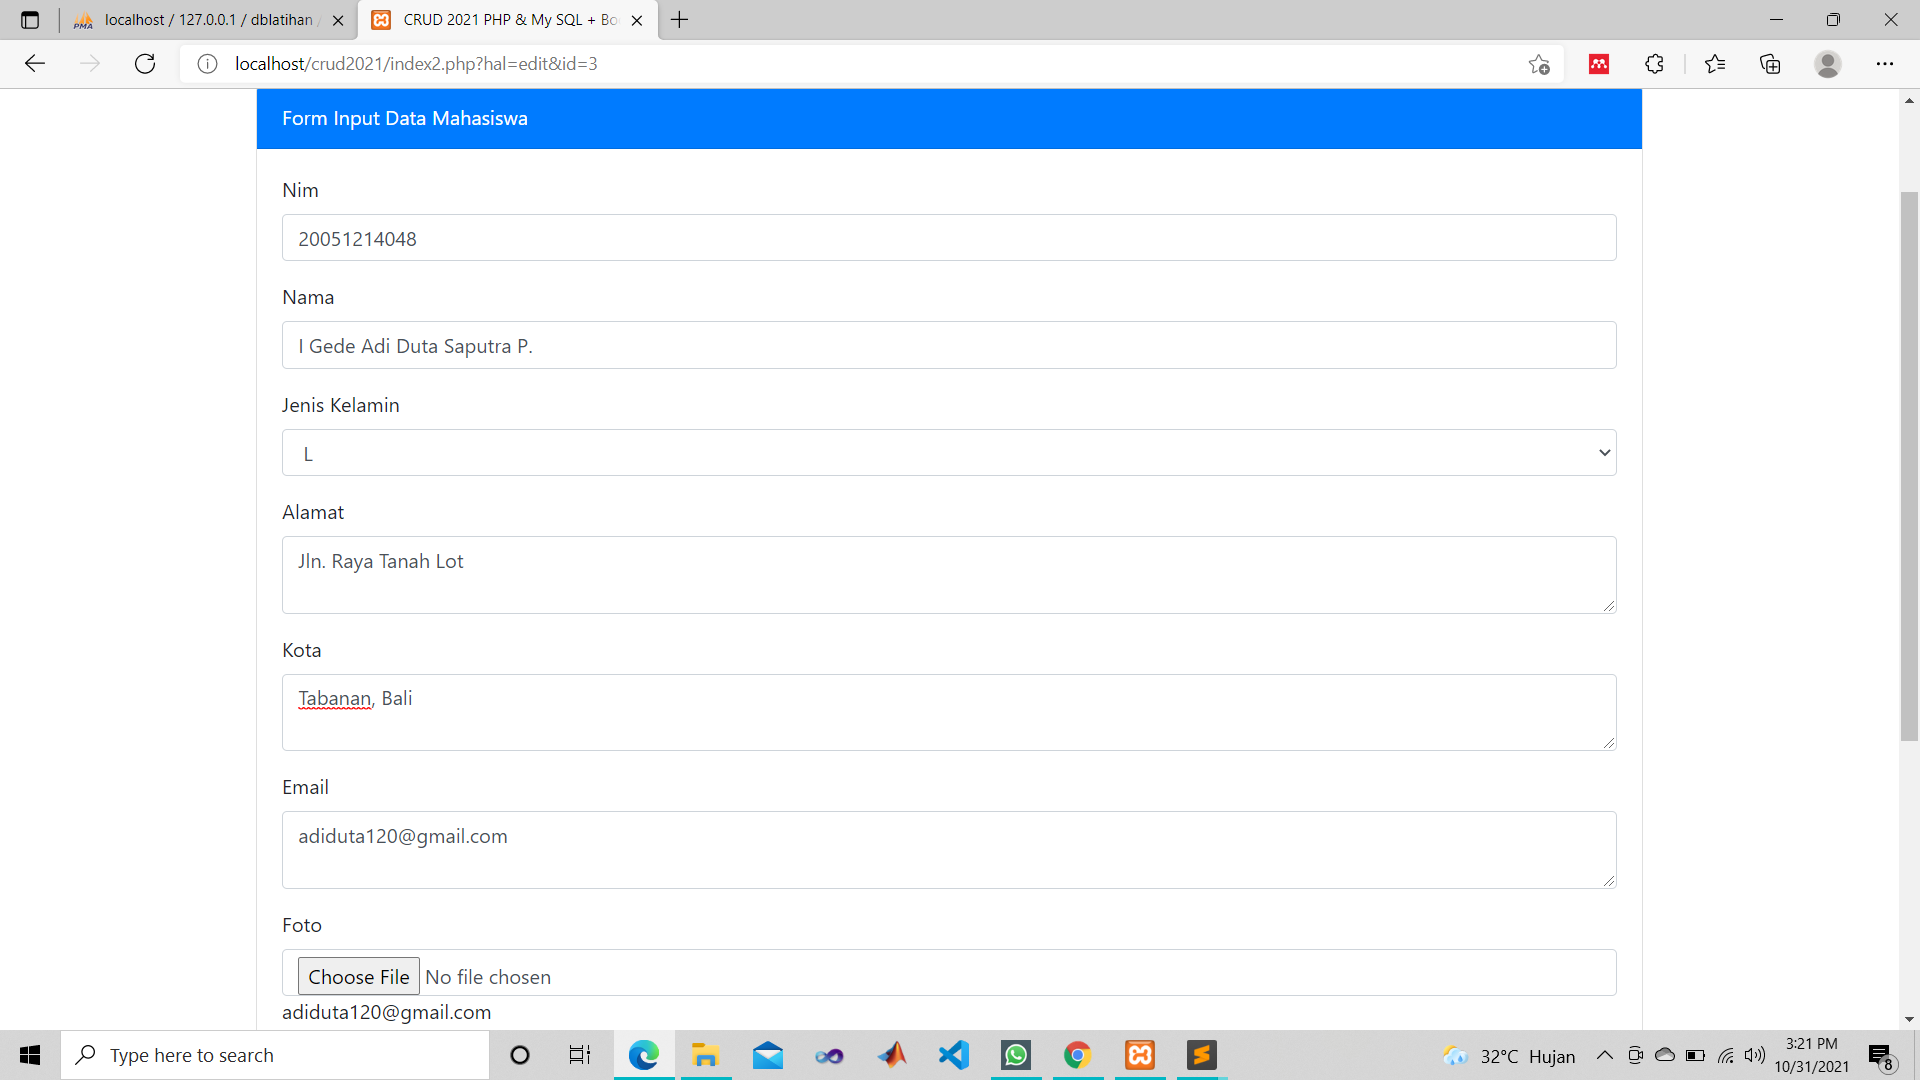 localhost / 127.0.0.1 / dblatihan /
CRUD 2021 PHP & My SQL + Bo
localhost/crud2021/index2.php?hal=edit&id=3
Form Input Data Mahasiswa
Nim
20051214048
Nama
I Gede Adi Duta Saputra P.
Jenis Kelamin
L
Alamat
Jln. Raya Tanah Lot
Kota
Tabanan, Bali
Email
adiduta120@gmail.com
Foto
Choose File No file chosen
adiduta120@gmail.com
Type here to search
32°C Hujan
3:21 PM
10/31/2021
8
PMA